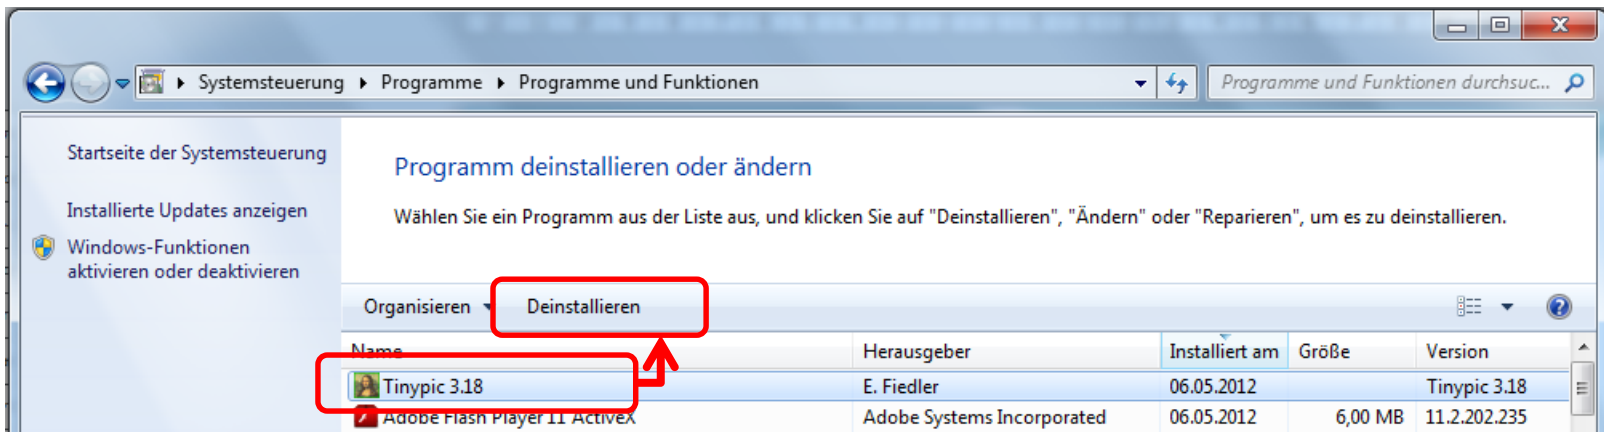 Systemsteuerung Programme Programme und Funktionen Programme und Funktionen durchsuc...
Startseite der Systemsteuerung
Installierte Updates anzeigen
Windows-Funktionen
aktivieren oder deaktivieren
Programm deinstallieren oder ändern
Wählen Sie ein Programm aus der Liste aus, und klicken Sie auf "Deinstallieren", "Ändern" oder "Reparieren", um es zu deinstallieren.
Organisieren Deinstallieren
Name Herausgeber Installiert am Größe Version
Tinypic 3.18 E. Fiedler 06.05.2012 Tinypic 3.18
Adobe Flash Player 11 ActiveX Adobe Systems Incorporated 06.05.2012 6,00 MB 11.2.202.235